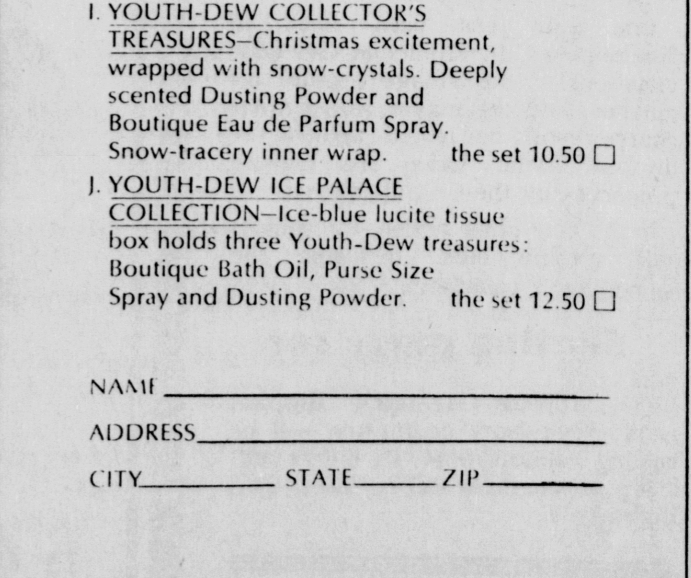 I. YOUTH-DEW COLLECTOR'S
TREASURES—Christmas excitement,
wrapped with snow-crystals. Deeply
scented Dusting Powder and
Boutique Eau de Parfum Spray.
Snow-tracery inner wrap. the set 10.50 ☐
J. YOUTH-DEW ICE PALACE
COLLECTION—Ice-blue lucite tissue
box holds three Youth-Dew treasures:
Boutique Bath Oil, Purse Size
Spray and Dusting Powder. the set 12.50 ☐
NAME
ADDRESS
CITY STATE ZIP